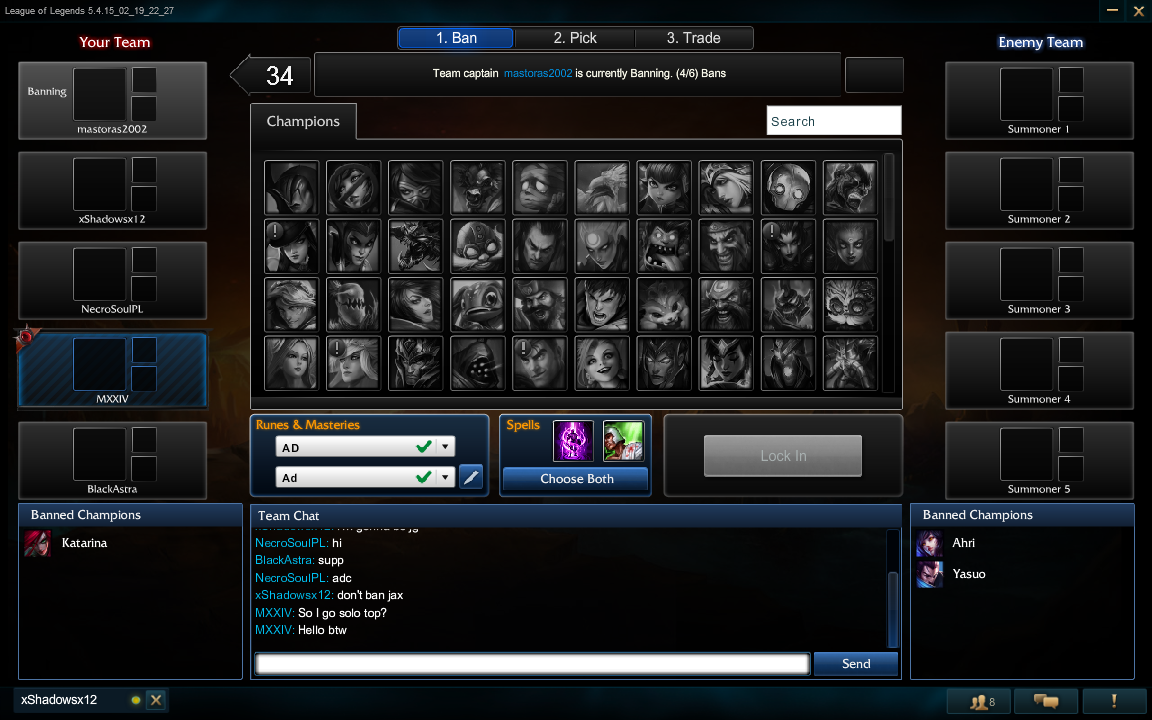 League of Legends 5.4.15_02_19_22_27
Your Team
1. Ban
2. Pick
3. Trade
Enemy Team
34
Team captain mastoras2002 is currently Banning. (4/6) Bans
Banning
mastoras2002
xShadowsx12
NecroSoulPL
MXXIV
BlackAstra
Champions
Search
!
!
!
!
Summoner 1
Summoner 2
Summoner 3
Summoner 4
Summoner 5
Runes & Masteries
AD
Ad
Spells
Choose Both
Lock In
Banned Champions
Katarina
Team Chat
NecroSoulPL: hi
BlackAstra: supp
NecroSoulPL: adc
xShadowsx12: don't ban jax
MXXIV: So I go solo top?
MXXIV: Hello btw
Send
Banned Champions
Ahri
Yasuo
xShadowsx12
8
!